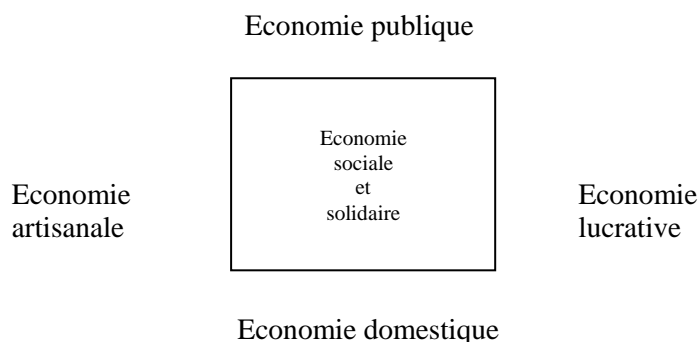 Economie publique
Economie
sociale
et
solidaire
Economie
artisanale
Economie
lucrative
Economie domestique